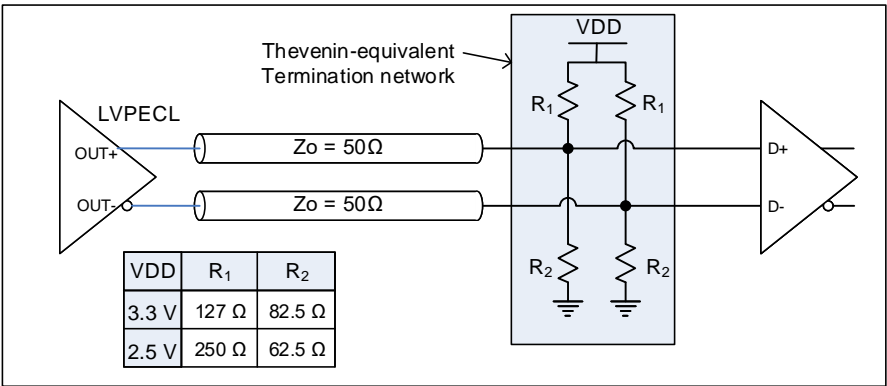 VDD
Thevenin-equivalent
Termination network
R₁ R₁
LVPECL
OUT+ Zo = 50Ω D+
OUT- Zo = 50Ω D-
R₂ R₂
VDD R₁ R₂
3.3 V 127 Ω 82.5 Ω
2.5 V 250 Ω 62.5 Ω